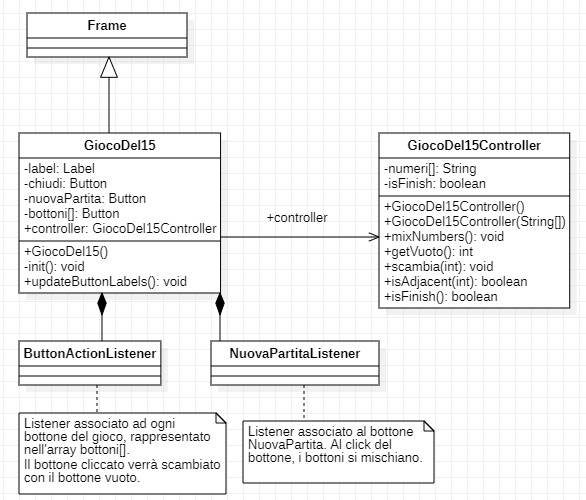 Frame
GiocoDel15
-label: Label
-chiudi: Button
-nuovaPartita: Button
-bottoni[]: Button
+controller: GiocoDel15Controller
+GiocoDel15()
-init(): void
+updateButtonLabels(): void
+controller
GiocoDel15Controller
-numeri[]: String
-isFinish: boolean
+GiocoDel15Controller()
+GiocoDel15Controller(String[])
+mixNumbers(): void
+getVuoto(): int
+scambia(int): void
+isAdjacent(int): boolean
+isFinish(): boolean
ButtonActionListener
NuovaPartitaListener
Listener associato ad ogni
bottone del gioco, rappresentato
nell'array bottoni[].
Il bottone cliccato verrà scambiato
con il bottone vuoto.
Listener associato al bottone
NuovaPartita. Al click del
bottone, i bottoni si mischiano.